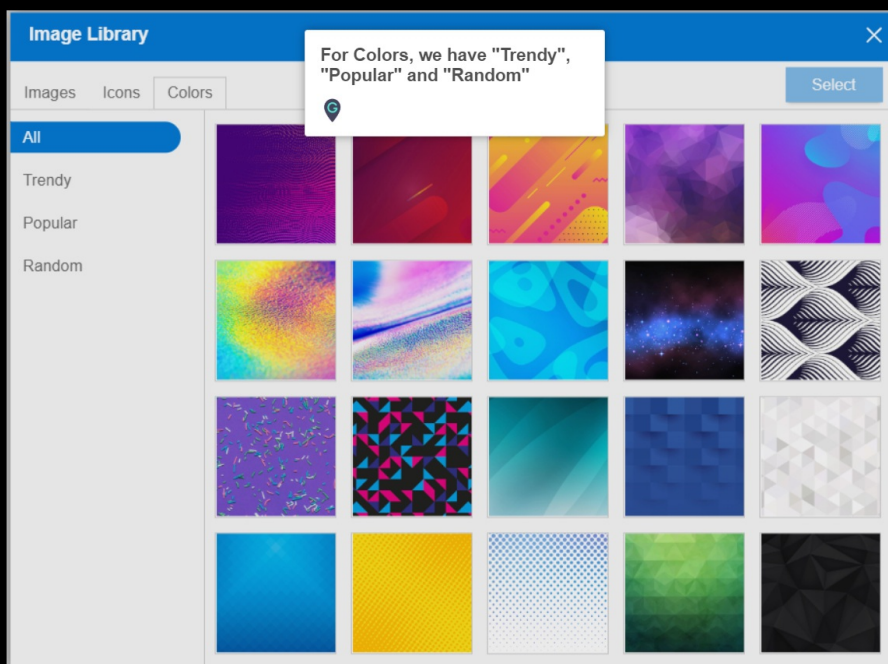 Image Library
For Colors, we have "Trendy",
"Popular" and "Random"
G
Images Icons Colors
Select
All
Trendy
Popular
Random